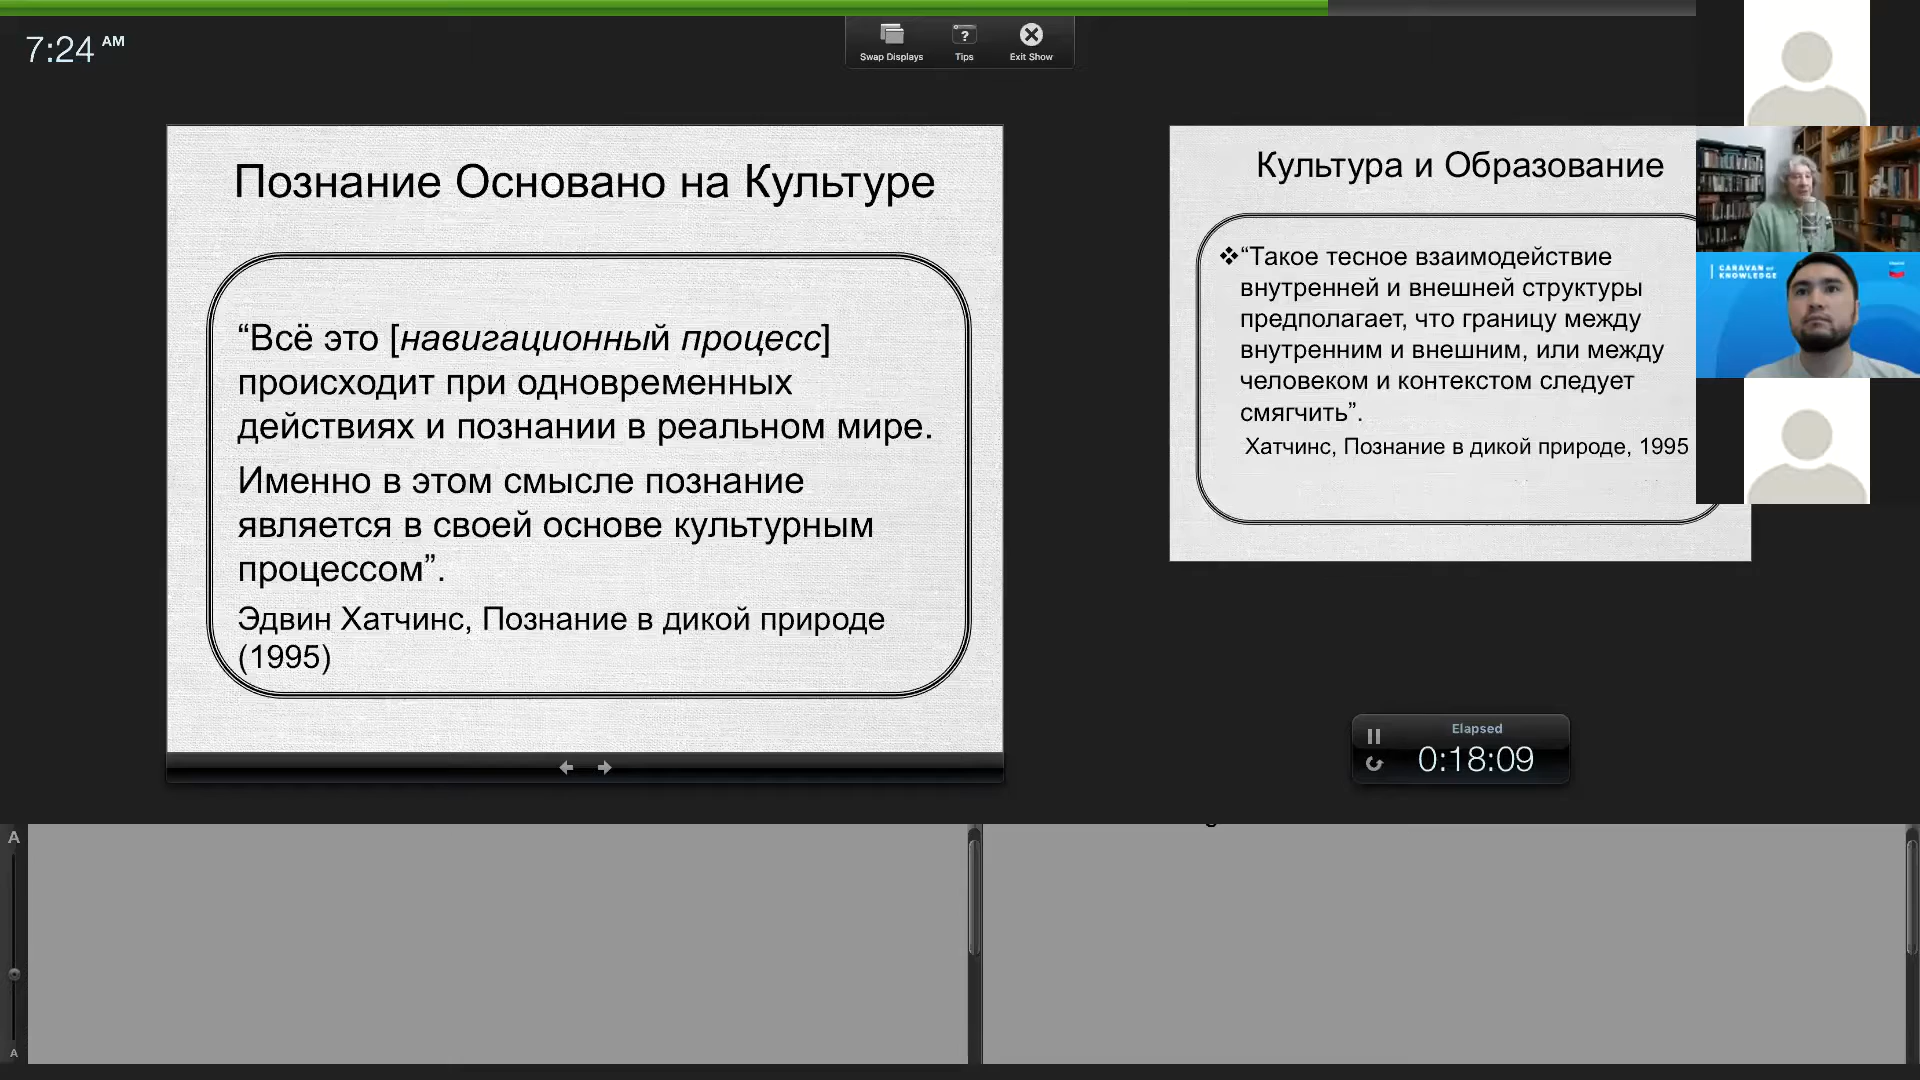 7:24 AM
Swap Displays
Tips
Exit Show
Познание Основано на Культуре
“Всё это [навигационный процесс]
происходит при одновременных
действиях и познании в реальном мире.
Именно в этом смысле познание
является в своей основе культурным
процессом”.
Эдвин Хатчинс, Познание в дикой природе
(1995)
Культура и Образование
❖“Такое тесное взаимодействие
внутренней и внешней структуры
предполагает, что границу между
внутренним и внешним, или между
человеком и контекстом следует
смягчить”.
Хатчинс, Познание в дикой природе, 1995
CARAVAN of
KNOWLEDGE
Elapsed
0:18:09
A
A